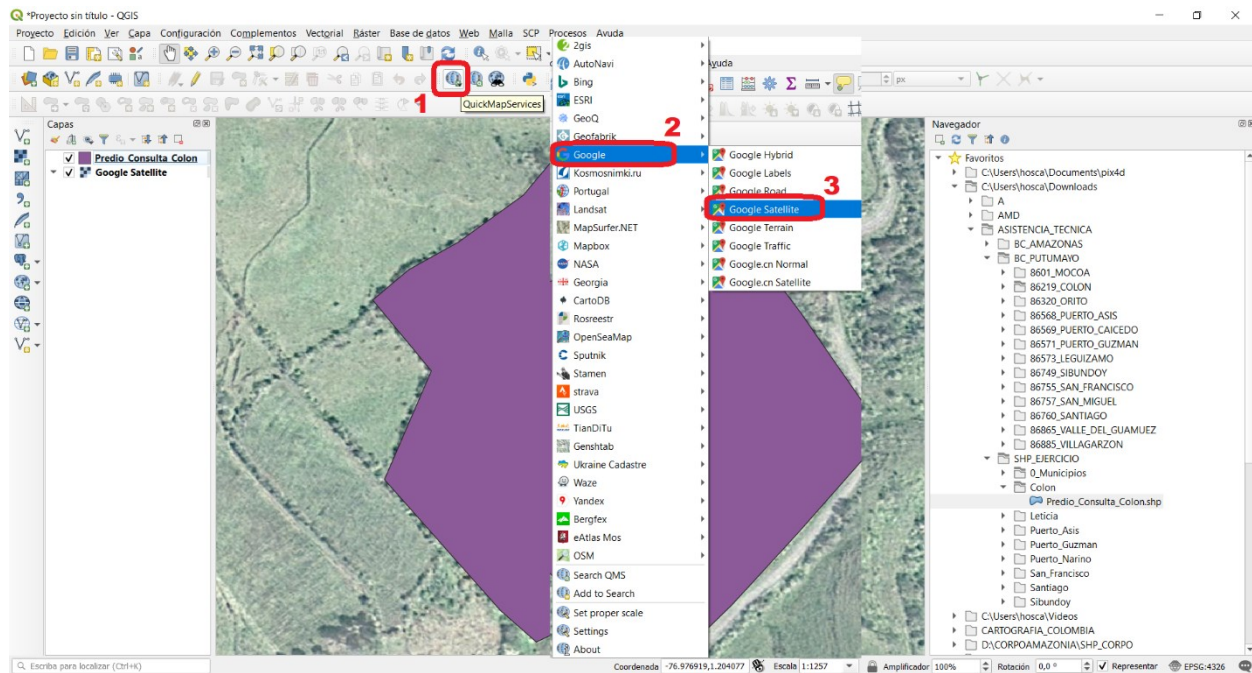 *Proyecto sin título - QGIS
Proyecto Edición Ver Capa Configuración Complementos Vectorial Ráster Base de datos Web Malla SCP Procesos Ayuda
yuda
px
1
QuickMapServices
Capas
Predio_Consulta_Colon
Google Satellite
2gis
AutoNavi
Bing
ESRI
GeoQ
Geofabrik
2
Google
Kosmosnimki.ru
Portugal
Landsat
MapSurfer.NET
Mapbox
NASA
Georgia
CartoDB
Rosreestr
OpenSeaMap
Sputnik
Stamen
strava
USGS
TianDiTu
Genshtab
Ukraine Cadastre
Waze
Yandex
Bergfex
eAtlas Mos
OSM
Search QMS
Add to Search
Set proper scale
Settings
About
Google Hybrid
Google Labels
Google Road
3
Google Satellite
Google Terrain
Google Traffic
Google.cn Normal
Google.cn Satellite
Navegador
Favoritos
C:\Users\hosca\Documents\pix4d
C:\Users\hosca\Downloads
A
AMD
ASISTENCIA_TECNICA
BC_AMAZONAS
BC_PUTUMAYO
8601_MOCOA
86219_COLON
86320_ORITO
86568_PUERTO_ASIS
86569_PUERTO_CAICEDO
86571_PUERTO_GUZMAN
86573_LEGUIZAMO
86749_SIBUNDOY
86755_SAN_FRANCISCO
86757_SAN_MIGUEL
86760_SANTIAGO
86865_VALLE_DEL_GUAMUEZ
86885_VILLAGARZON
SHP_EJERCICIO
0_Municipios
Colon
Predio_Consulta_Colon.shp
Leticia
Puerto_Asis
Puerto_Guzman
Puerto_Narino
San_Francisco
Santiago
Sibundoy
C:\Users\hosca\Videos
CARTOGRAFIA_COLOMBIA
D:\CORPOAMAZONIA\SHP_CORPO
Escriba para localizar (Ctrl+K)
Coordenada -76.976919,1.204077 Escala 1:1257 Amplificador 100% Rotación 0,0 ° Representar EPSG:4326